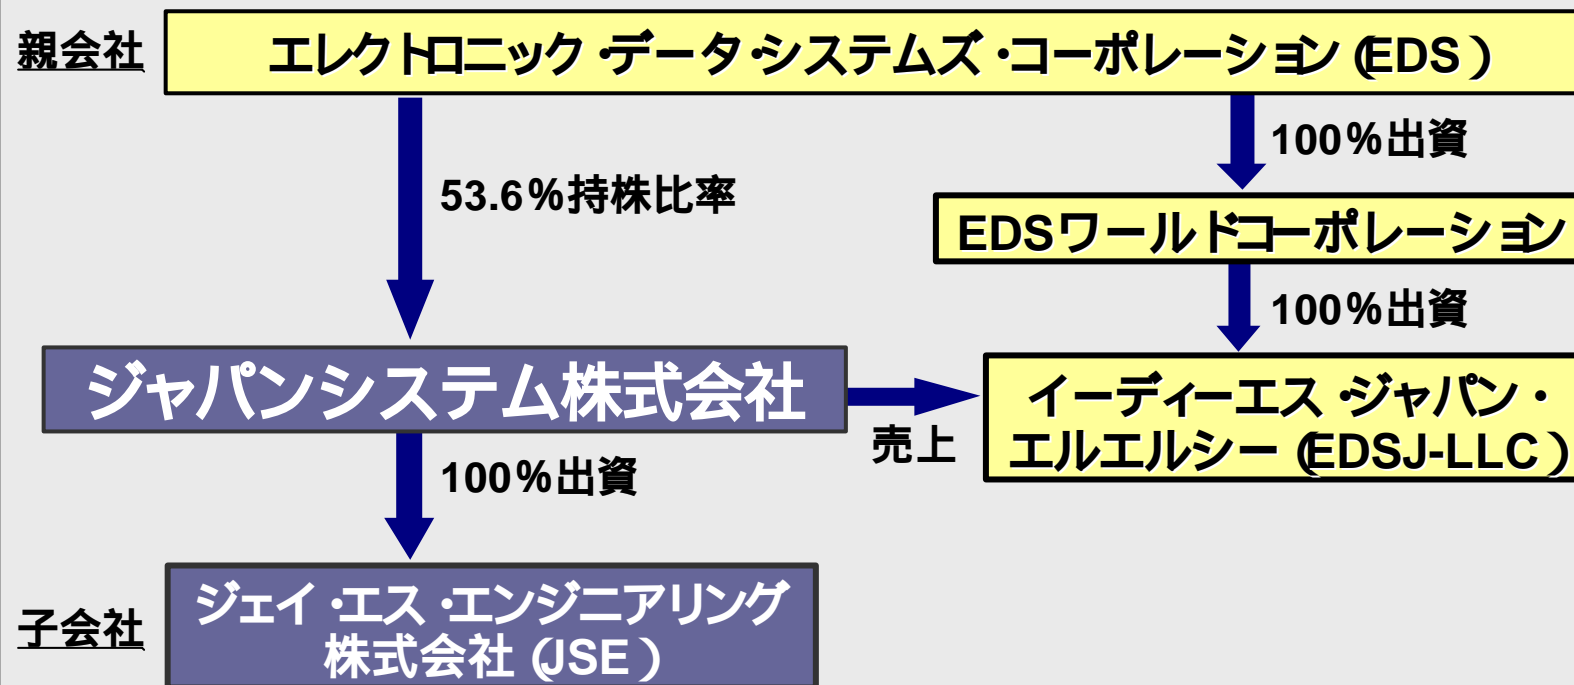 親会社
エレクトロニック・データ・システムズ・コーポレーション(EDS)
100%出資
53.6%持株比率
EDSワールドコーポレーション
100%出資
ジャパンシステム株式会社
売上
イーディーエス・ジャパン・
エルエルシー(EDSJ-LLC)
100%出資
子会社
ジェイ・エス・エンジニアリング
株式会社(JSE)